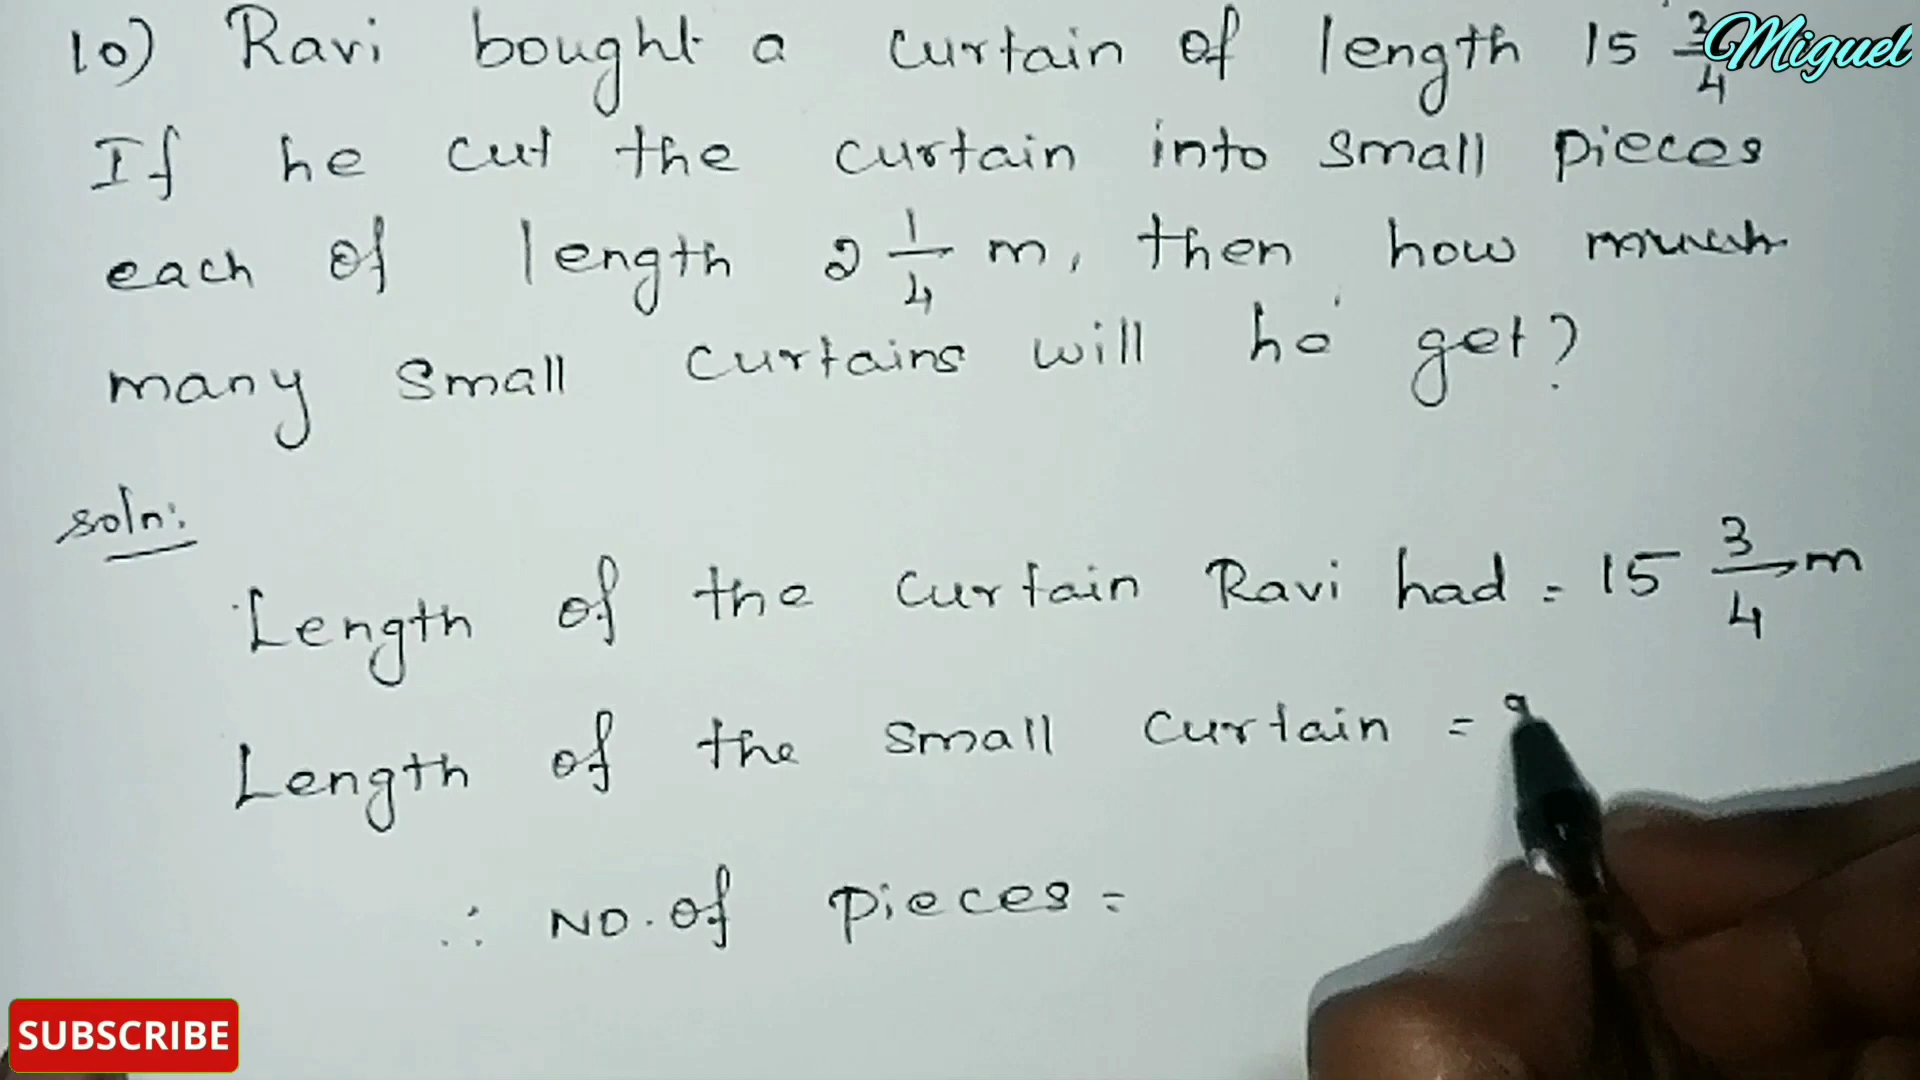 10) Ravi bought a curtain of length 15 3/4
Miguel
If he cut the curtain into small pieces
each of length 2 1/4 m, then how much
many small curtains will he get?
soln:
Length of the curtain Ravi had = 15 3/4 m
Length of the small curtain =
∴ NO. of pieces =
SUBSCRIBE